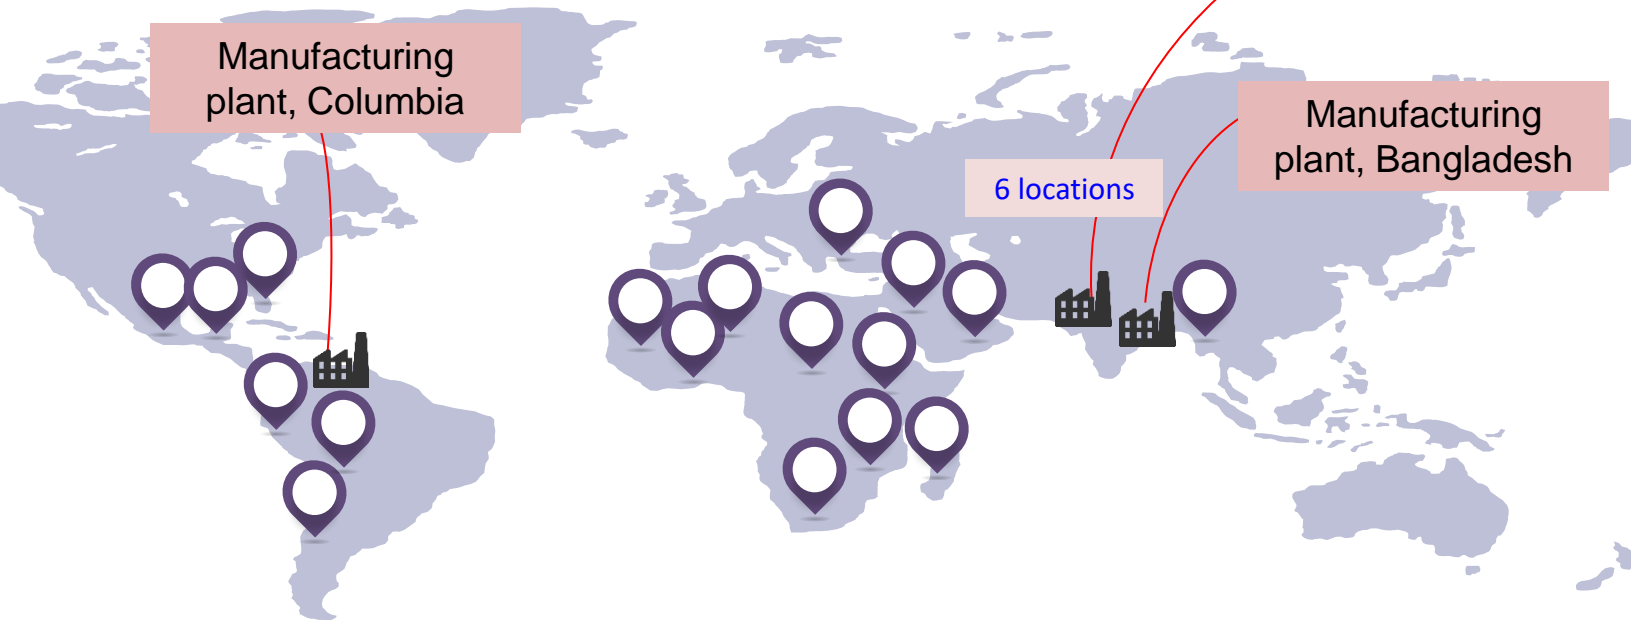 Manufacturing
plant, Columbia
Manufacturing
plant, Bangladesh
6 locations